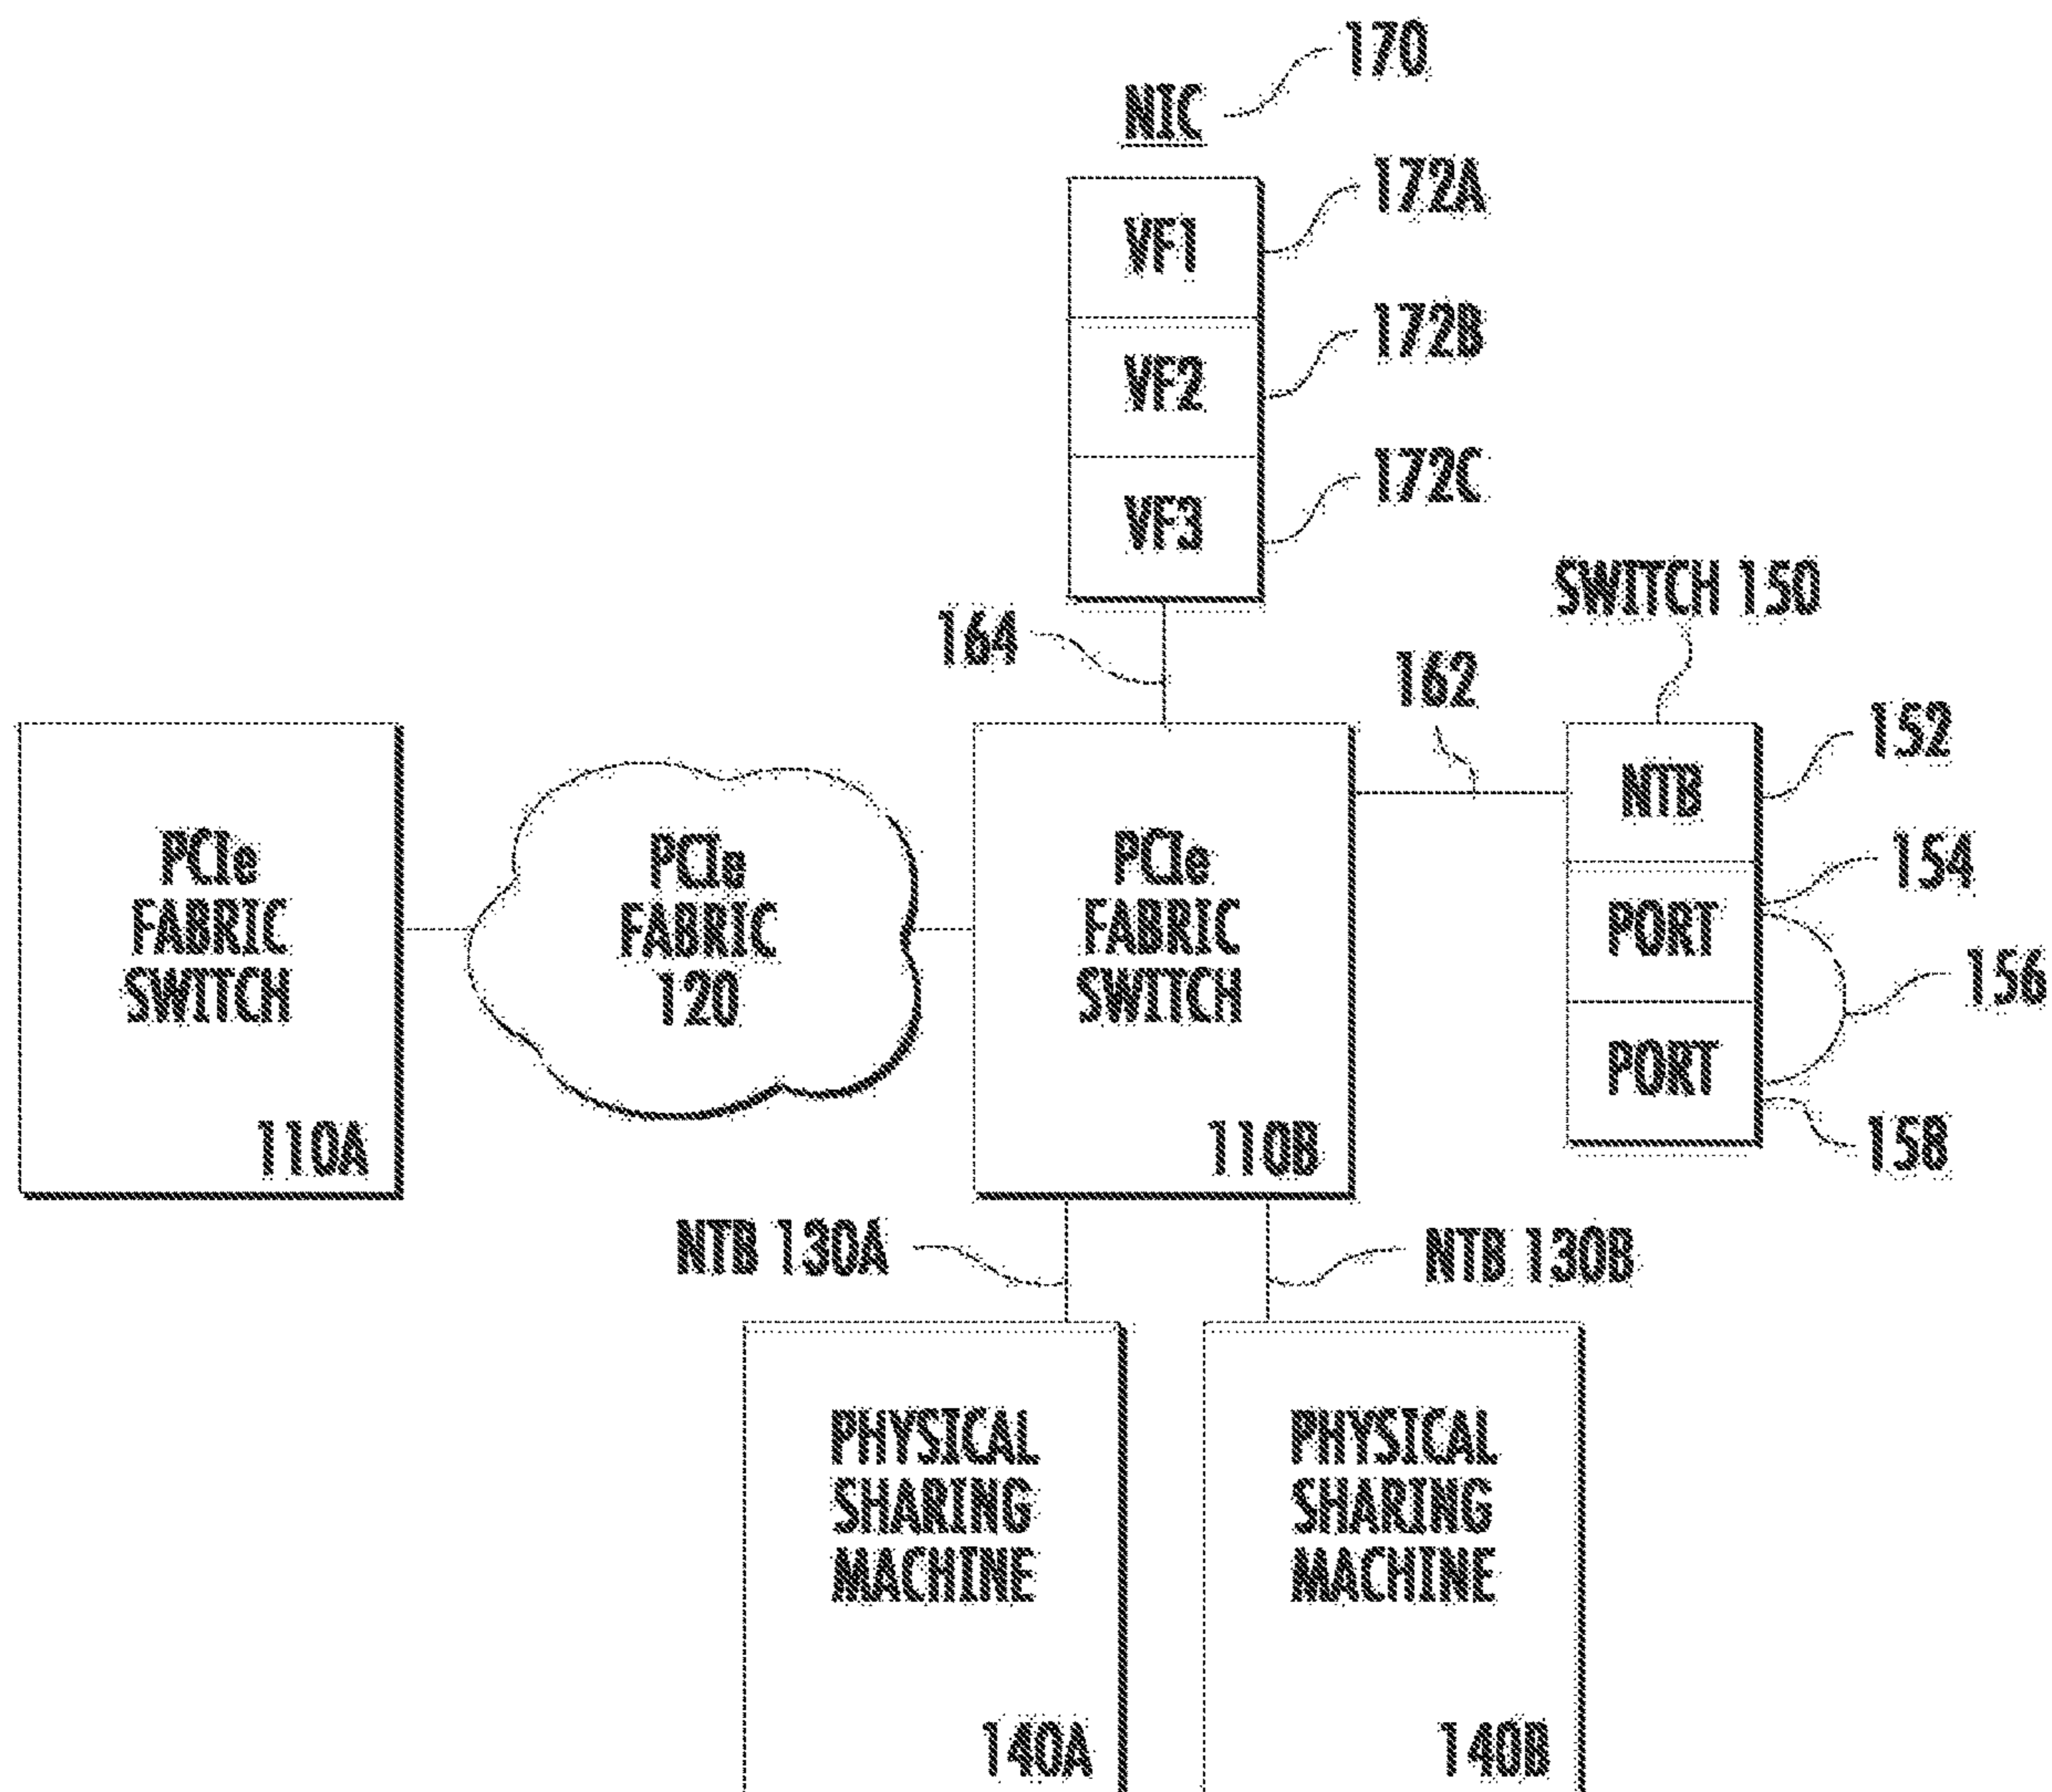 170
NIC
172A
VF1
172B
VF2
172C
VF3
SWITCH 150
164
162
152
NTB
PCIe
FABRIC
SWITCH
110A
PCIe
FABRIC
120
PCIe
FABRIC
SWITCH
110B
154
PORT
156
PORT
158
NTB 130A
NTB 130B
PHYSICAL
SHARING
MACHINE
140A
PHYSICAL
SHARING
MACHINE
140B